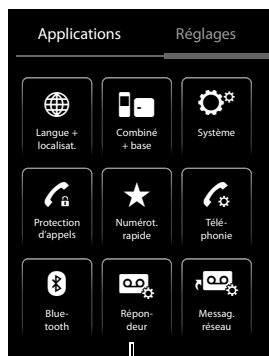 Applications Réglages
Langue + Combiné Système
localisat. + base
Protection Numérot. Télé-
d'appels rapide phonie
Blue- Répon- Messag.
tooth deur réseau